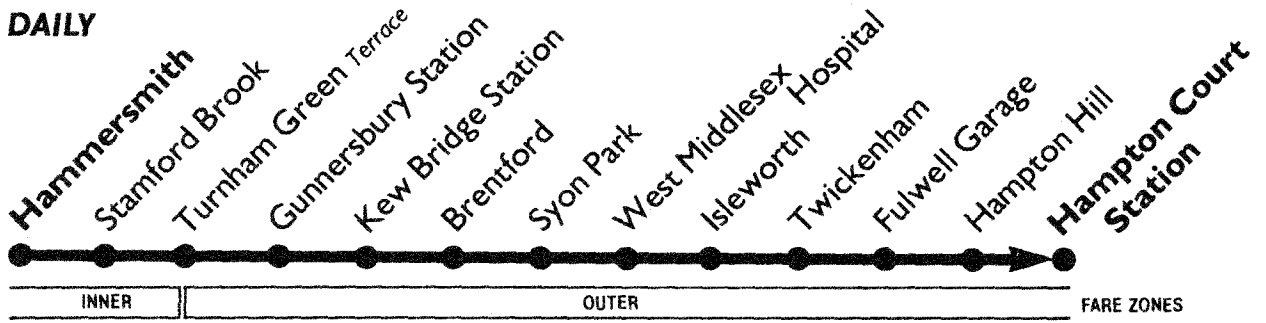 DAILY
Hammersmith
Stamford Brook
Turnham Green Terrace
Gunnersbury Station
Kew Bridge Station
Brentford
Syon Park
West Middlesex Hospital
Isleworth
Twickenham
Fulwell Garage
Hampton Hill
Hampton Court
Station
INNER
OUTER
FARE ZONES